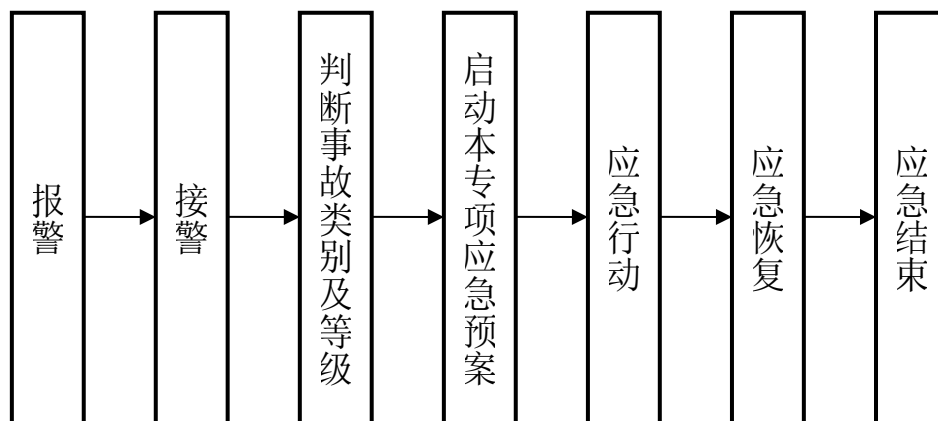 报警
接警
判断事故类别及等级
启动本专项应急预案
应急行动
应急恢复
应急结束